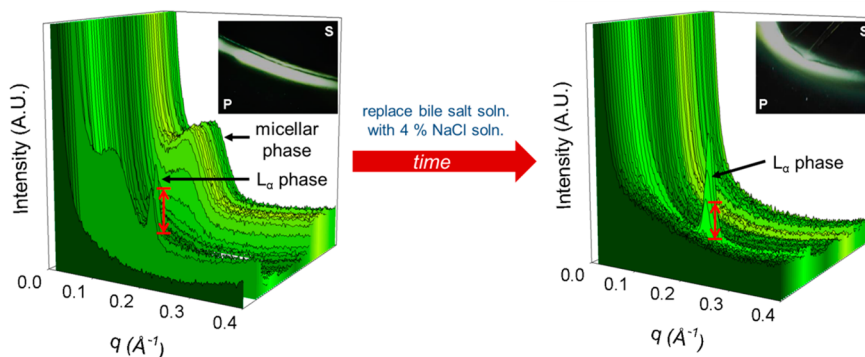 Intensity (A.U.)
S
P
micellar
phase
Lα phase
0.0
0.1
0.2
0.3
0.4
q (Å⁻¹)
replace bile salt soln.
with 4 % NaCl soln.
time
Intensity (A.U.)
S
P
Lα phase
0.0
0.1
0.2
0.3
0.4
q (Å⁻¹)